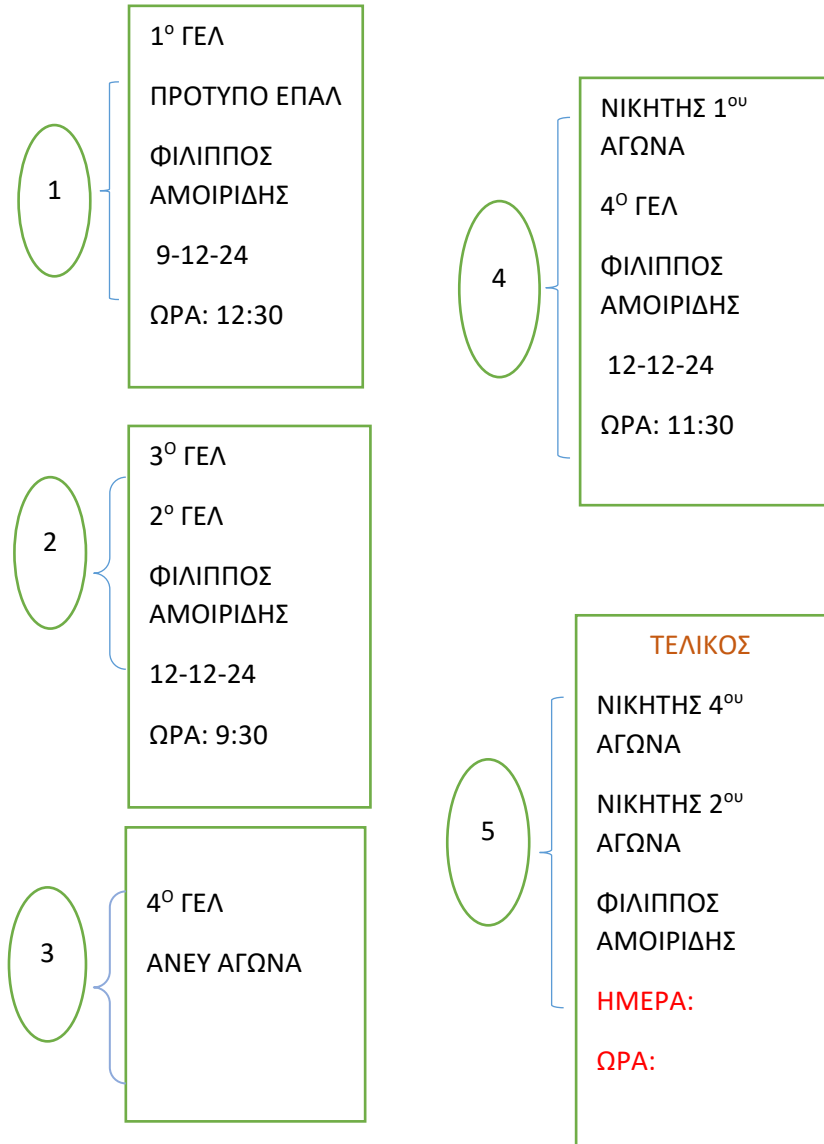 1
1ο ΓΕΛ
ΠΡΟΤΥΠΟ ΕΠΑΛ
ΦΙΛΙΠΠΟΣ
ΑΜΟΙΡΙΔΗΣ
9-12-24
ΩΡΑ: 12:30
2
3Ο ΓΕΛ
2ο ΓΕΛ
ΦΙΛΙΠΠΟΣ
ΑΜΟΙΡΙΔΗΣ
12-12-24
ΩΡΑ: 9:30
3
4Ο ΓΕΛ
ΑΝΕΥ ΑΓΩΝΑ
4
ΝΙΚΗΤΗΣ 1ου
ΑΓΩΝΑ
4Ο ΓΕΛ
ΦΙΛΙΠΠΟΣ
ΑΜΟΙΡΙΔΗΣ
12-12-24
ΩΡΑ: 11:30
5
ΤΕΛΙΚΟΣ
ΝΙΚΗΤΗΣ 4ου
ΑΓΩΝΑ
ΝΙΚΗΤΗΣ 2ου
ΑΓΩΝΑ
ΦΙΛΙΠΠΟΣ
ΑΜΟΙΡΙΔΗΣ
ΗΜΕΡΑ:
ΩΡΑ: